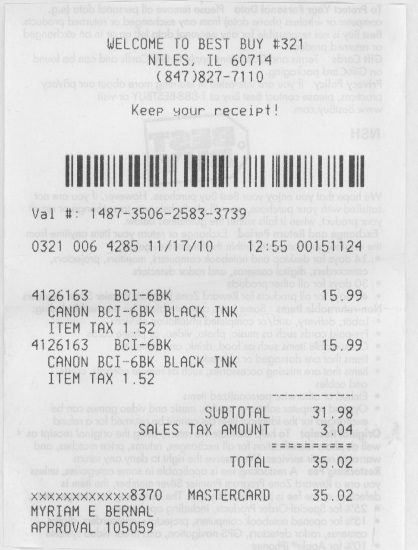 WELCOME TO BEST BUY #321
NILES, IL 60714
(847)827-7110
Keep your receipt!
Val #: 1487-3506-2583-3739
0321 006 4285 11/17/10 12:55 00151124
4126163 BCI-6BK 15.99
CANON BCI-6BK BLACK INK
ITEM TAX 1.52
4126163 BCI-6BK 15.99
CANON BCI-6BK BLACK INK
ITEM TAX 1.52
SUBTOTAL 31.98
SALES TAX AMOUNT 3.04
TOTAL 35.02
xxxxxxxxxxxx8370 MASTERCARD 35.02
MYRIAM E BERNAL
APPROVAL 105059